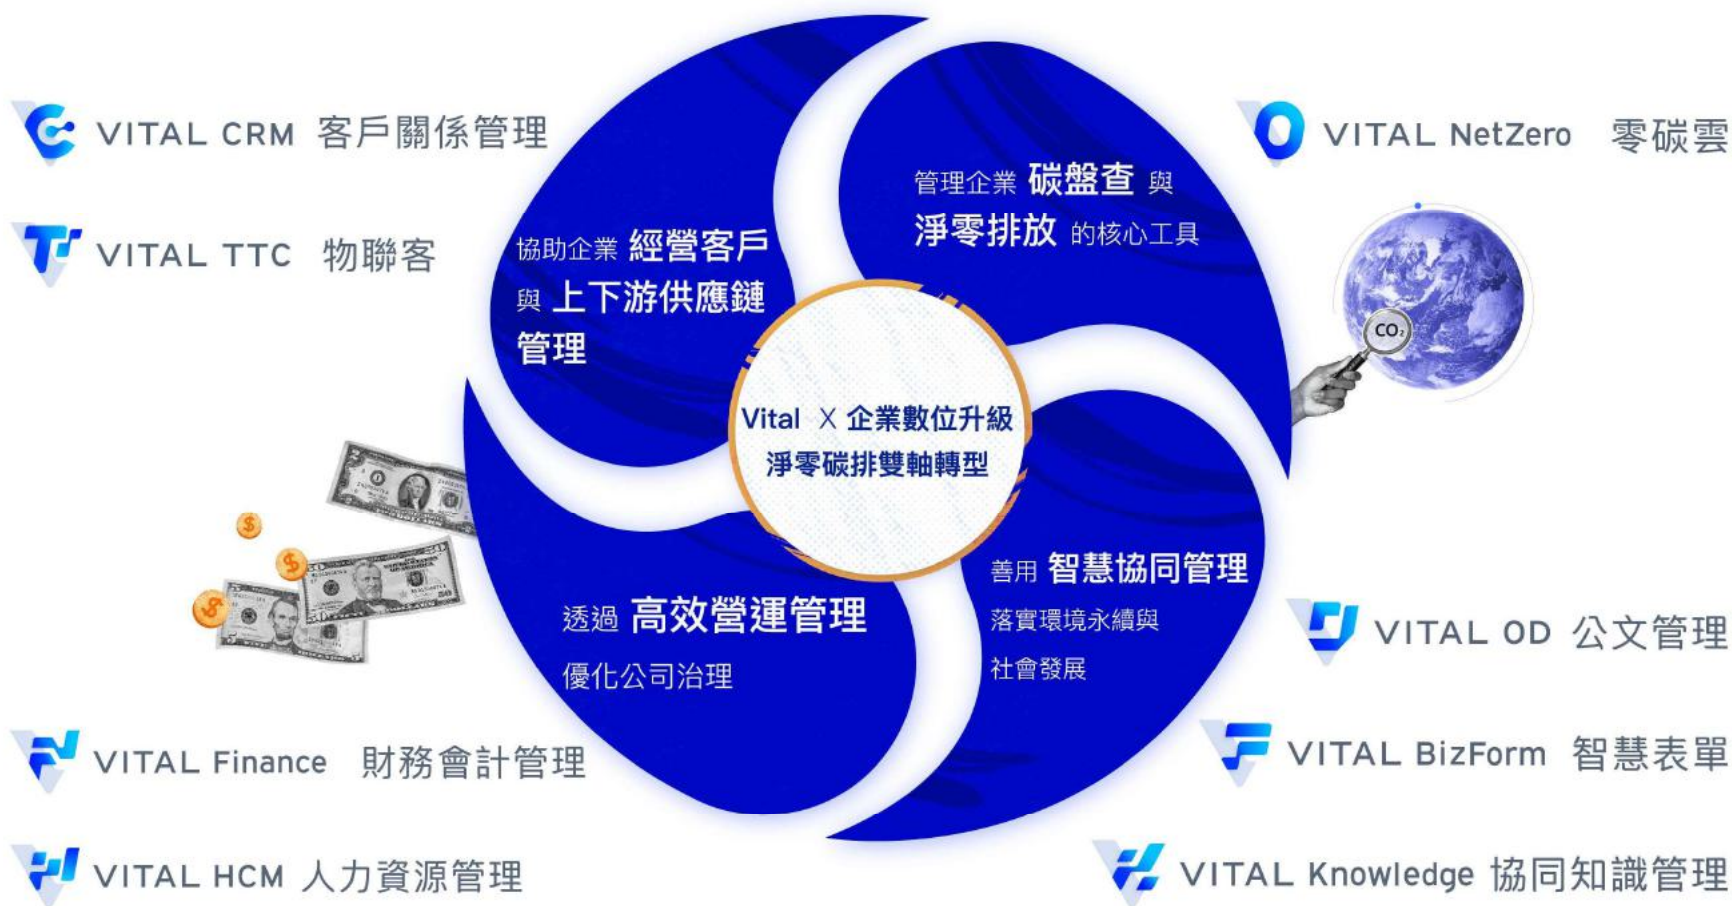 VITAL CRM 客戶關係管理
VITAL TTC 物聯客
協助企業 經營客戶
與 上下游供應鏈
管理
管理企業 碳盤查 與
淨零排放 的核心工具
VITAL NetZero 零碳雲
CO₂
Vital X 企業數位升級
淨零碳排雙軸轉型
透過 高效營運管理
優化公司治理
善用 智慧協同管理
落實環境永續與
社會發展
VITAL Finance 財務會計管理
VITAL HCM 人力資源管理
VITAL OD 公文管理
VITAL BizForm 智慧表單
VITAL Knowledge 協同知識管理